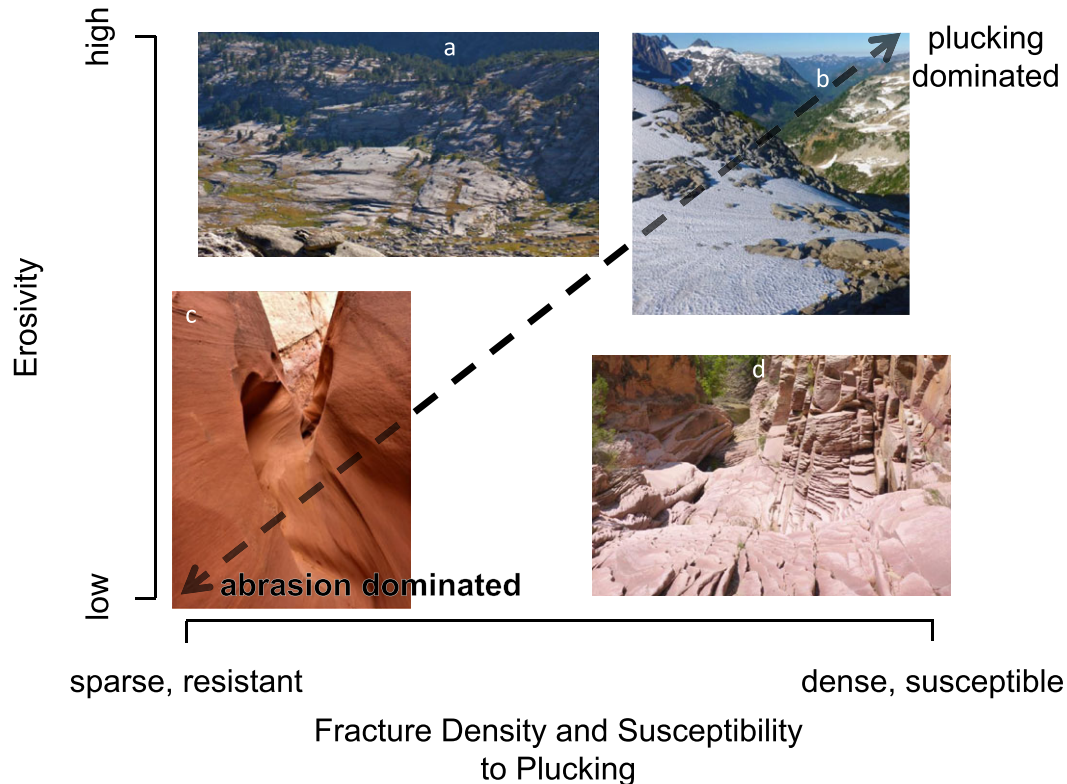 high
a
b
plucking
dominated
Erosivity
c
d
low
abrasion dominated
sparse, resistant
dense, susceptible
Fracture Density and Susceptibility
to Plucking